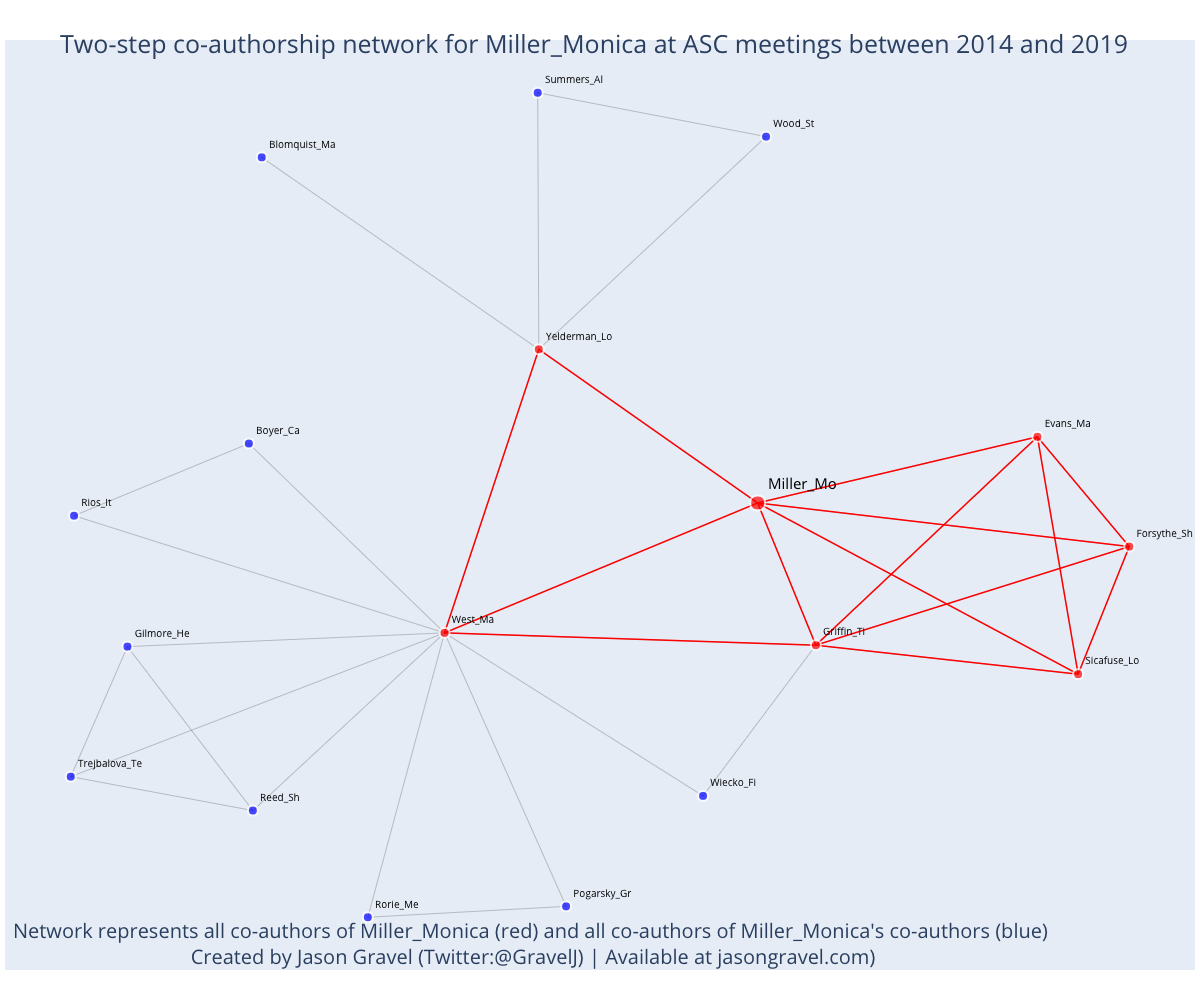 Two-step co-authorship network for Miller_Monica at ASC meetings between 2014 and 2019
Summers_Al
Wood_St
Blomquist_Ma
Yelderman_Lo
Evans_Ma
Boyer_Ca
Miller_Mo
Rios_It
Forsythe_Sh
West_Ma
Griffin_Ti
Gilmore_He
Sicafuse_Lo
Trejbalova_Te
Wiecko_Fi
Reed_Sh
Pogarsky_Gr
Rorie_Me
Network represents all co-authors of Miller_Monica (red) and all co-authors of Miller_Monica's co-authors (blue)
Created by Jason Gravel (Twitter:@GravelJ) | Available at jasongravel.com)